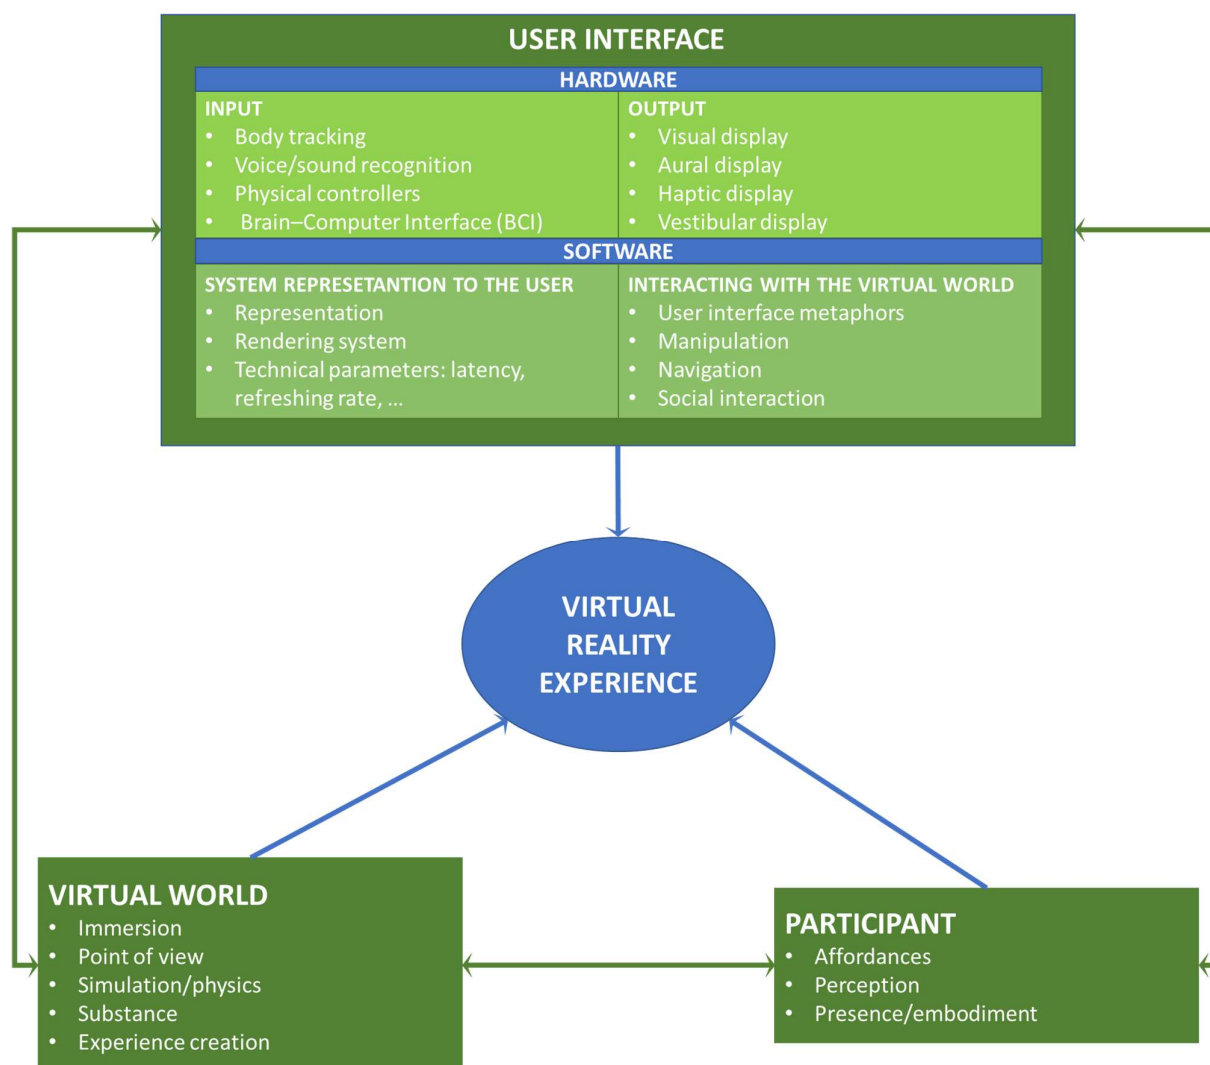 USER INTERFACE
HARDWARE
INPUT
• Body tracking
• Voice/sound recognition
• Physical controllers
• Brain–Computer Interface (BCI)
OUTPUT
• Visual display
• Aural display
• Haptic display
• Vestibular display
SOFTWARE
SYSTEM REPRESETANTION TO THE USER
• Representation
• Rendering system
• Technical parameters: latency,
refreshing rate, ...
INTERACTING WITH THE VIRTUAL WORLD
• User interface metaphors
• Manipulation
• Navigation
• Social interaction
VIRTUAL
REALITY
EXPERIENCE
VIRTUAL WORLD
• Immersion
• Point of view
• Simulation/physics
• Substance
• Experience creation
PARTICIPANT
• Affordances
• Perception
• Presence/embodiment